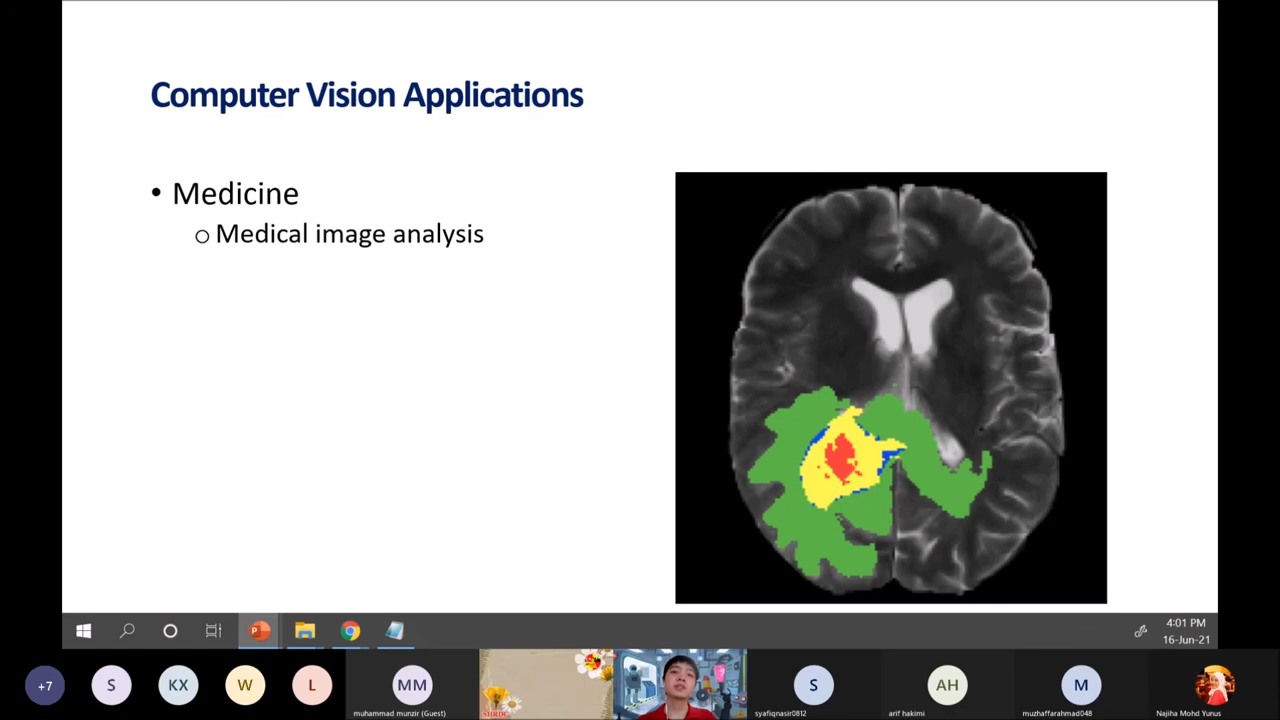 Computer Vision Applications
• Medicine
o Medical image analysis
4:01 PM
16-Jun-21
+7
S
KX
W
L
MM
S
AH
M
muhammad munzir (Guest)
SHRDC
syafiqnasir0812
arif hakimi
muzhaffarahmad048
Najiha Mohd Yunus